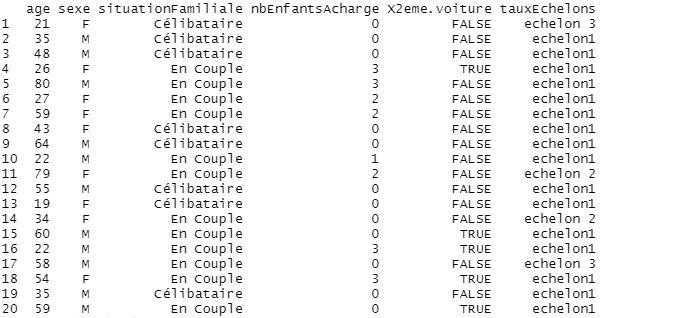 age sexe situationFamiliale nbEnfantsAcharge X2eme.voiture tauxEchelons
1 21 F Célibataire 0 FALSE echelon 3
2 35 M Célibataire 0 FALSE echelon1
3 48 M Célibataire 0 FALSE echelon1
4 26 F En Couple 3 TRUE echelon1
5 80 M En Couple 3 FALSE echelon1
6 27 F En Couple 2 FALSE echelon1
7 59 F En Couple 2 FALSE echelon1
8 43 F Célibataire 0 FALSE echelon1
9 64 M Célibataire 0 FALSE echelon1
10 22 M En Couple 1 FALSE echelon1
11 79 F En Couple 2 FALSE echelon 2
12 55 M Célibataire 0 FALSE echelon1
13 19 F Célibataire 0 FALSE echelon1
14 34 F En Couple 0 FALSE echelon 2
15 60 M En Couple 0 TRUE echelon1
16 22 M En Couple 3 TRUE echelon1
17 58 M En Couple 0 FALSE echelon 3
18 54 F En Couple 3 TRUE echelon1
19 35 M Célibataire 0 FALSE echelon1
20 59 M En Couple 0 TRUE echelon1